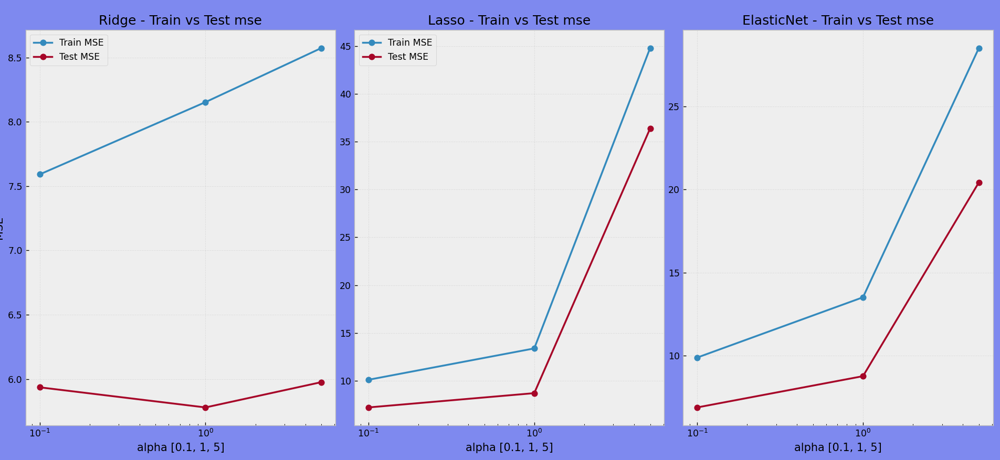 Ridge - Train vs Test mse
Train MSE
Test MSE
8.5
8.0
7.5
7.0
6.5
6.0
10⁻¹
10⁰
alpha [0.1, 1, 5]
Lasso - Train vs Test mse
Train MSE
Test MSE
45
40
35
30
25
20
15
10
10⁻¹
10⁰
alpha [0.1, 1, 5]
ElasticNet - Train vs Test mse
25
20
15
10
10⁻¹
10⁰
alpha [0.1, 1, 5]